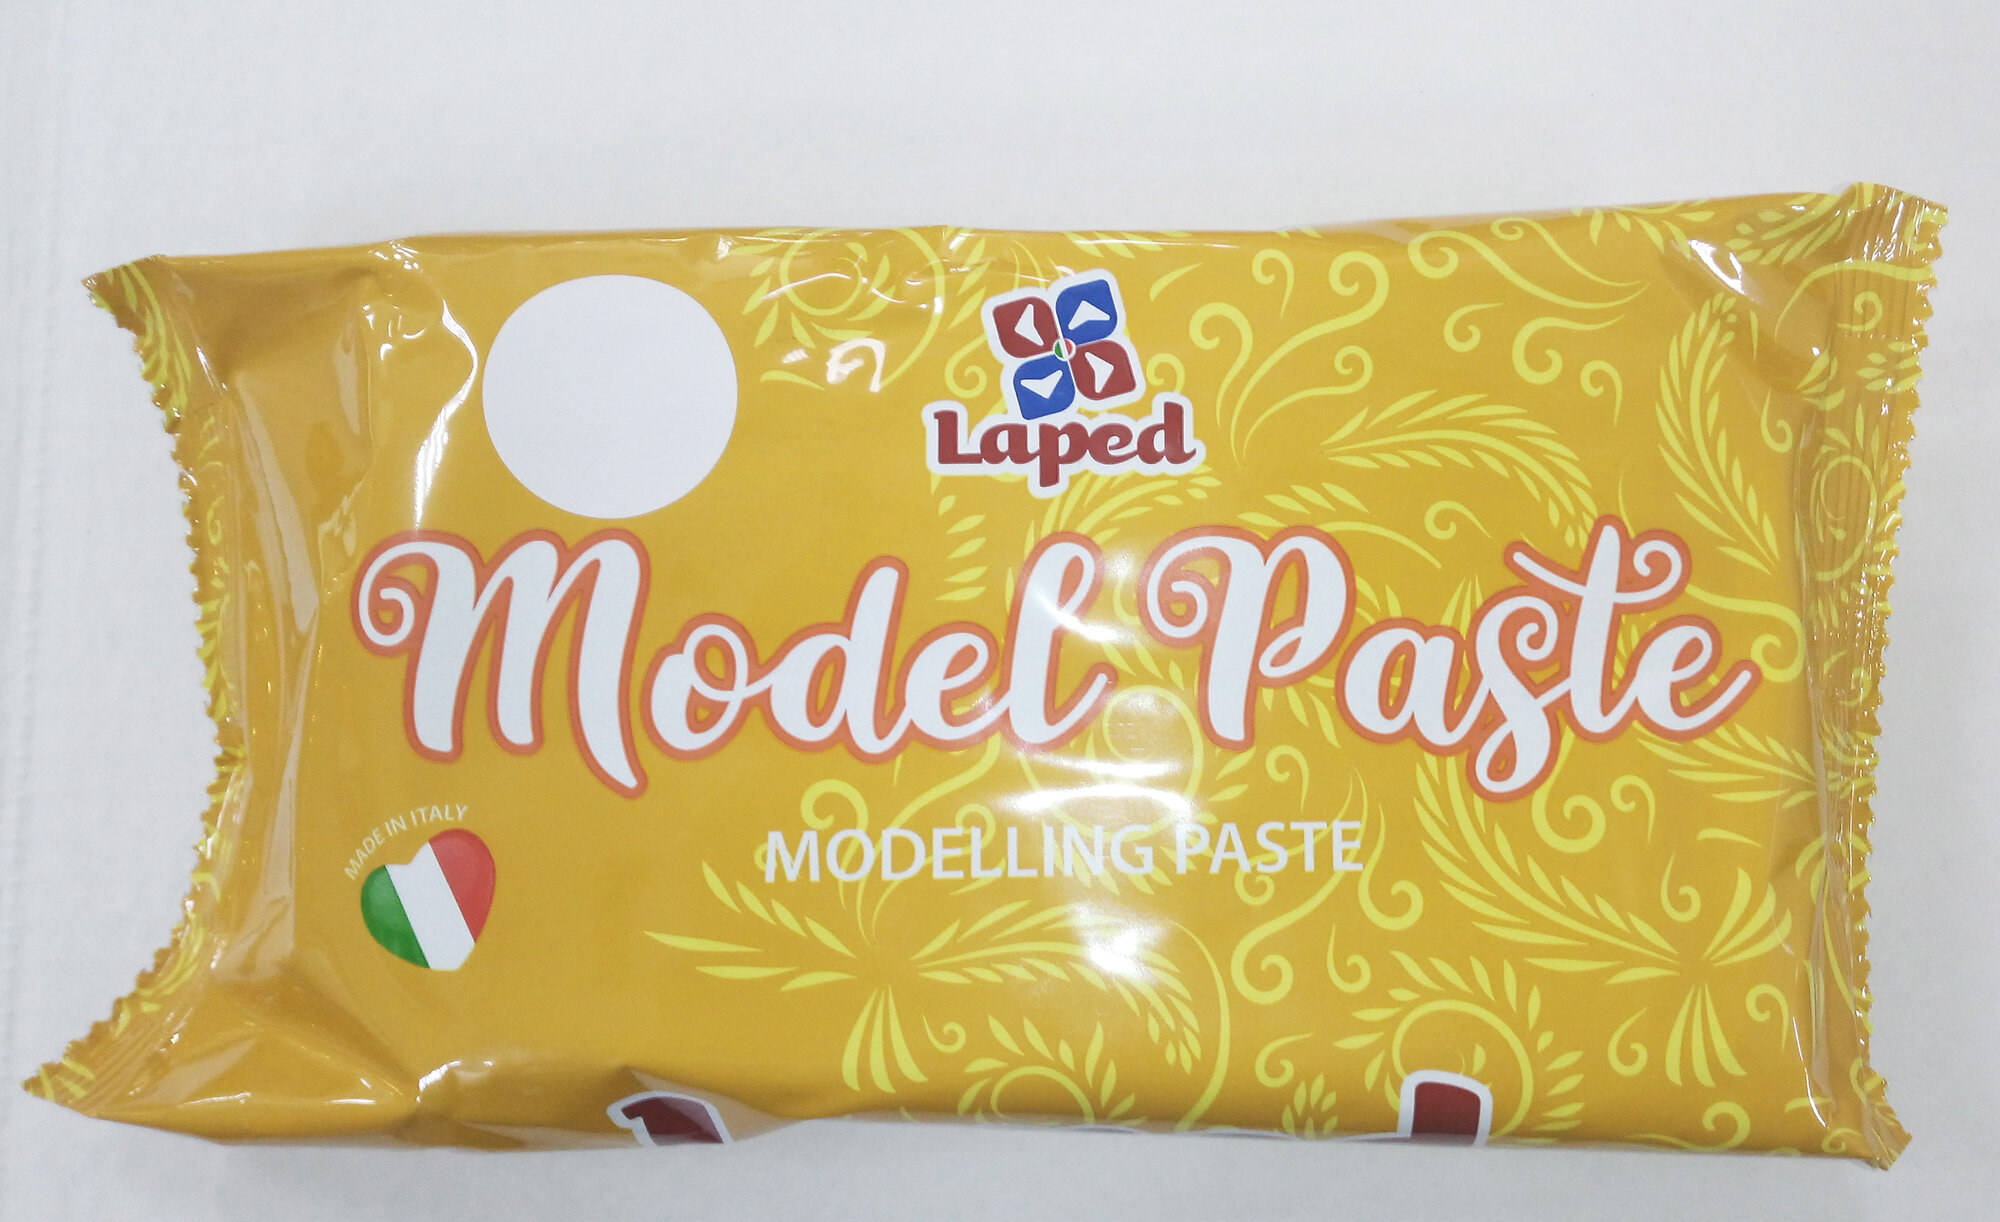 Laped
Model Paste
MADE IN ITALY
MODELLING PASTE